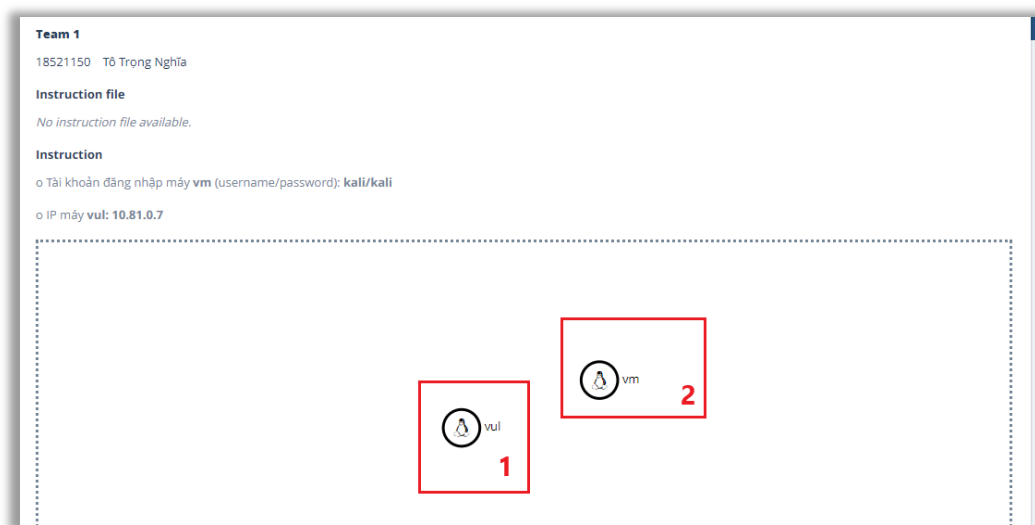 Team 1
18521150 Tô Trọng Nghĩa
Instruction file
No instruction file available.
Instruction
o Tài khoản đăng nhập máy vm (username/password): kali/kali
o IP máy vul: 10.81.0.7
vm
2
vul
1